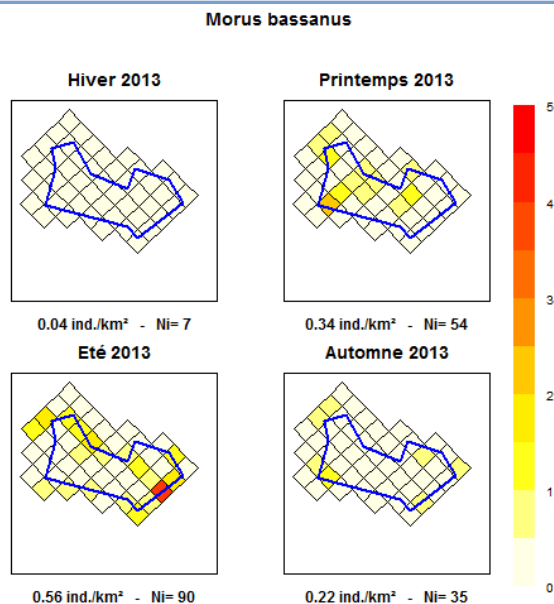 Morus bassanus
Hiver 2013
Printemps 2013
0.04 ind./km² - Ni= 7
0.34 ind./km² - Ni= 54
Eté 2013
Automne 2013
0.56 ind./km² - Ni= 90
0.22 ind./km² - Ni= 35
5
4
3
2
1
0